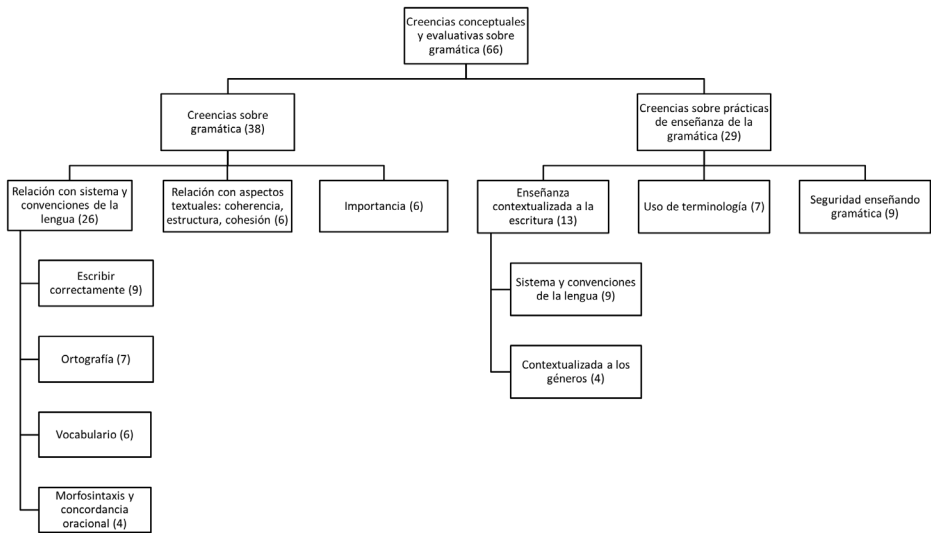 Creencias conceptuales
y evaluativas sobre
gramática (66)
Creencias sobre
gramática (38)
Creencias sobre prácticas
de enseñanza de la
gramática (29)
Relación con sistema y
convenciones de la
lengua (26)
Relación con aspectos
textuales: coherencia,
estructura, cohesión (6)
Importancia (6)
Enseñanza
contextualizada a la
escritura (13)
Uso de terminología (7)
Seguridad enseñando
gramática (9)
Escribir
correctamente (9)
Ortografía (7)
Vocabulario (6)
Morfosintaxis y
concordancia
oracional (4)
Sistema y convenciones
de la lengua (9)
Contextualizada a los
géneros (4)